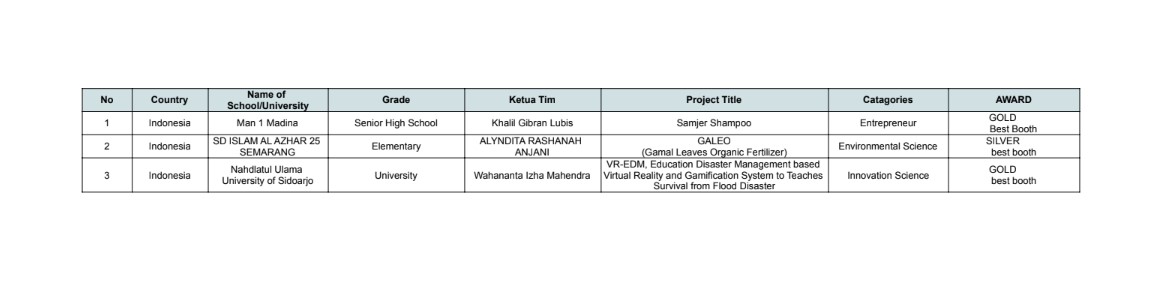 No Country Name of School/University Grade Ketua Tim Project Title Catagories AWARD
1 Indonesia Man 1 Madina Senior High School Khalil Gibran Lubis Samjer Shampoo Entrepreneur GOLD
Best Booth
2 Indonesia SD ISLAM AL AZHAR 25 SEMARANG Elementary ALYNDITA RASHANAH ANJANI GALEO
(Gamal Leaves Organic Fertilizer) Environmental Science SILVER
best booth
3 Indonesia Nahdlatul Ulama University of Sidoarjo University Wahananta Izha Mahendra VR-EDM, Education Disaster Management based
Virtual Reality and Gamification System to Teaches
Survival from Flood Disaster Innovation Science GOLD
best booth